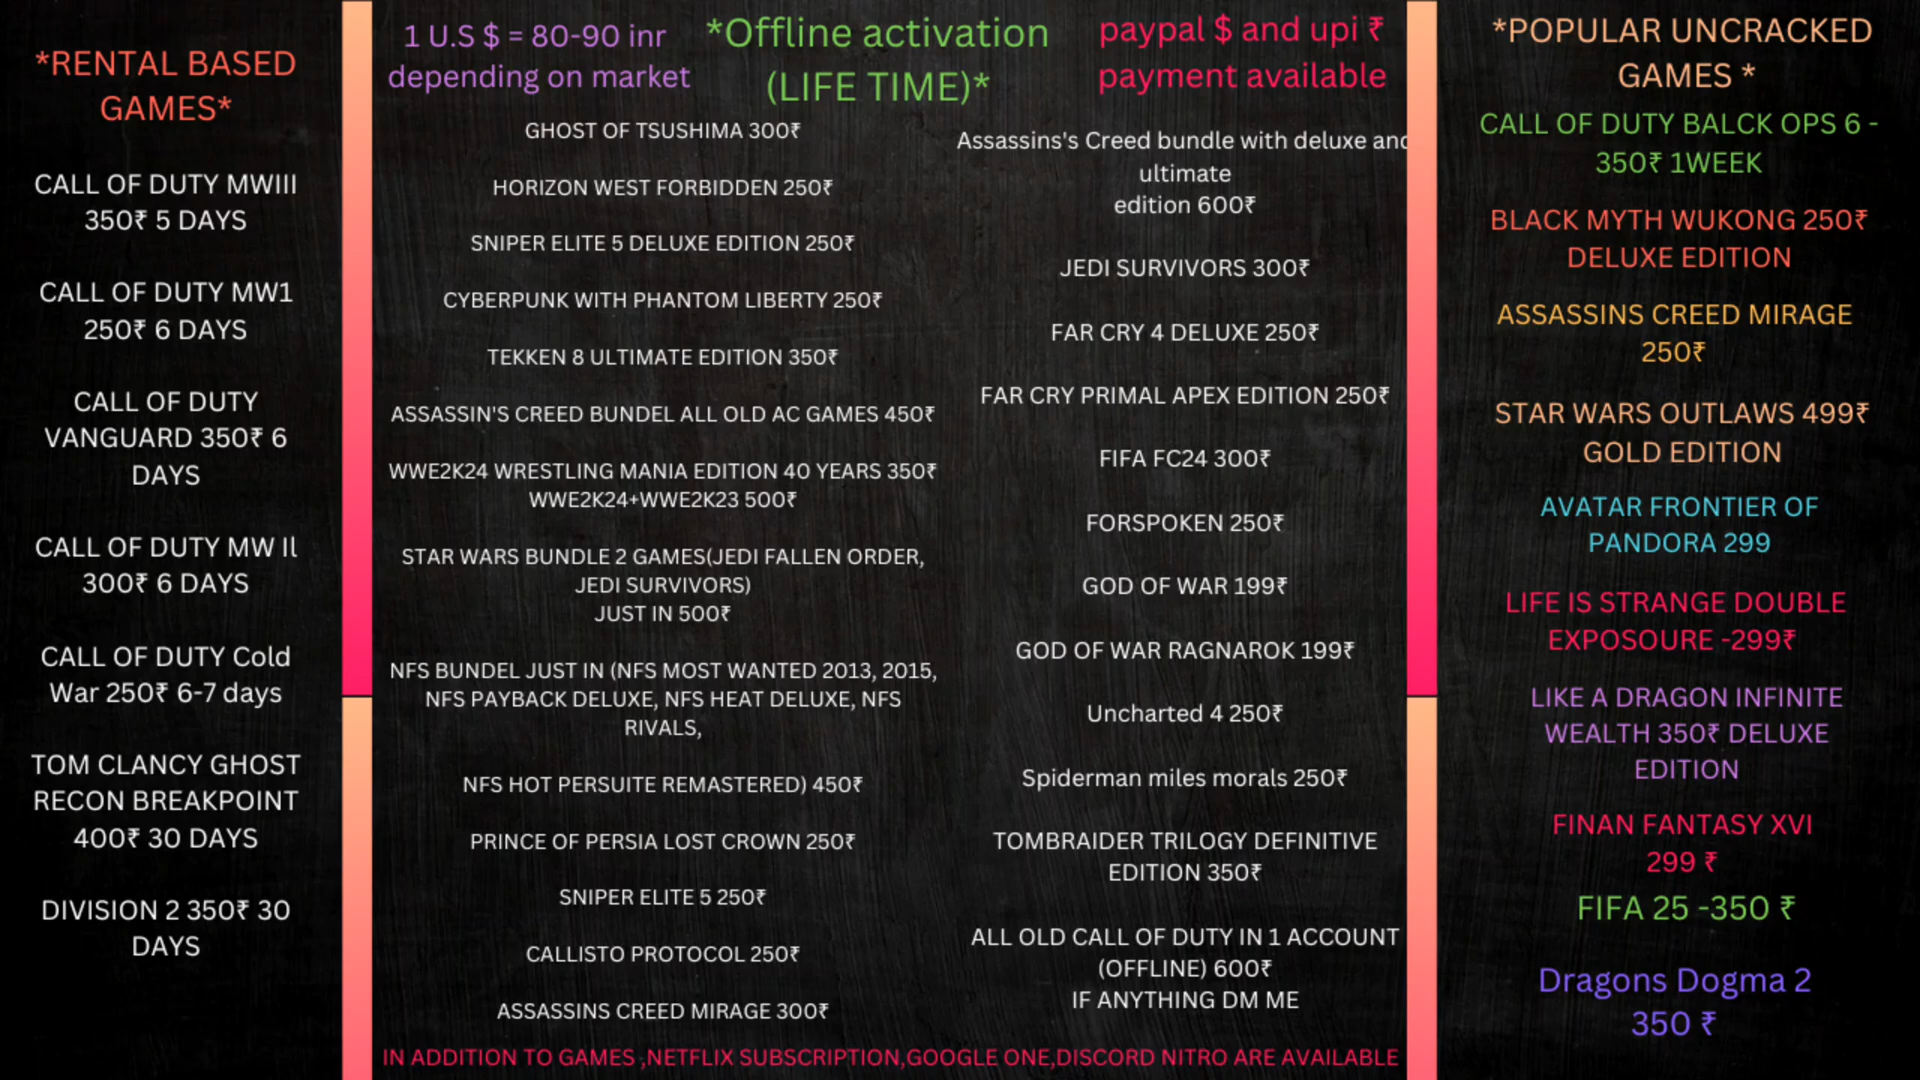 *RENTAL BASED
GAMES*
CALL OF DUTY MWIII
350₹ 5 DAYS
CALL OF DUTY MW1
250₹ 6 DAYS
CALL OF DUTY
VANGUARD 350₹ 6
DAYS
CALL OF DUTY MW Il
300₹ 6 DAYS
CALL OF DUTY Cold
War 250₹ 6-7 days
TOM CLANCY GHOST
RECON BREAKPOINT
400₹ 30 DAYS
DIVISION 2 350₹ 30
DAYS
1 U.S $ = 80-90 inr
depending on market
*Offline activation
(LIFE TIME)*
paypal $ and upi ₹
payment available
GHOST OF TSUSHIMA 300₹
HORIZON WEST FORBIDDEN 250₹
SNIPER ELITE 5 DELUXE EDITION 250₹
CYBERPUNK WITH PHANTOM LIBERTY 250₹
TEKKEN 8 ULTIMATE EDITION 350₹
ASSASSIN'S CREED BUNDEL ALL OLD AC GAMES 450₹
WWE2K24 WRESTLING MANIA EDITION 40 YEARS 350₹
WWE2K24+WWE2K23 500₹
STAR WARS BUNDLE 2 GAMES(JEDI FALLEN ORDER,
JEDI SURVIVORS)
JUST IN 500₹
NFS BUNDEL JUST IN (NFS MOST WANTED 2013, 2015,
NFS PAYBACK DELUXE, NFS HEAT DELUXE, NFS
RIVALS,
NFS HOT PERSUITE REMASTERED) 450₹
PRINCE OF PERSIA LOST CROWN 250₹
SNIPER ELITE 5 250₹
CALLISTO PROTOCOL 250₹
ASSASSINS CREED MIRAGE 300₹
Assassins's Creed bundle with deluxe and
ultimate
edition 600₹
JEDI SURVIVORS 300₹
FAR CRY 4 DELUXE 250₹
FAR CRY PRIMAL APEX EDITION 250₹
FIFA FC24 300₹
FORSPOKEN 250₹
GOD OF WAR 199₹
GOD OF WAR RAGNAROK 199₹
Uncharted 4 250₹
Spiderman miles morals 250₹
TOMBRAIDER TRILOGY DEFINITIVE
EDITION 350₹
ALL OLD CALL OF DUTY IN 1 ACCOUNT
(OFFLINE) 600₹
IF ANYTHING DM ME
IN ADDITION TO GAMES ,NETFLIX SUBSCRIPTION,GOOGLE ONE,DISCORD NITRO ARE AVAILABLE
*POPULAR UNCRACKED
GAMES *
CALL OF DUTY BALCK OPS 6 -
350₹ 1WEEK
BLACK MYTH WUKONG 250₹
DELUXE EDITION
ASSASSINS CREED MIRAGE
250₹
STAR WARS OUTLAWS 499₹
GOLD EDITION
AVATAR FRONTIER OF
PANDORA 299
LIFE IS STRANGE DOUBLE
EXPOSOURE -299₹
LIKE A DRAGON INFINITE
WEALTH 350₹ DELUXE
EDITION
FINAN FANTASY XVI
299 ₹
FIFA 25 -350 ₹
Dragons Dogma 2
350 ₹